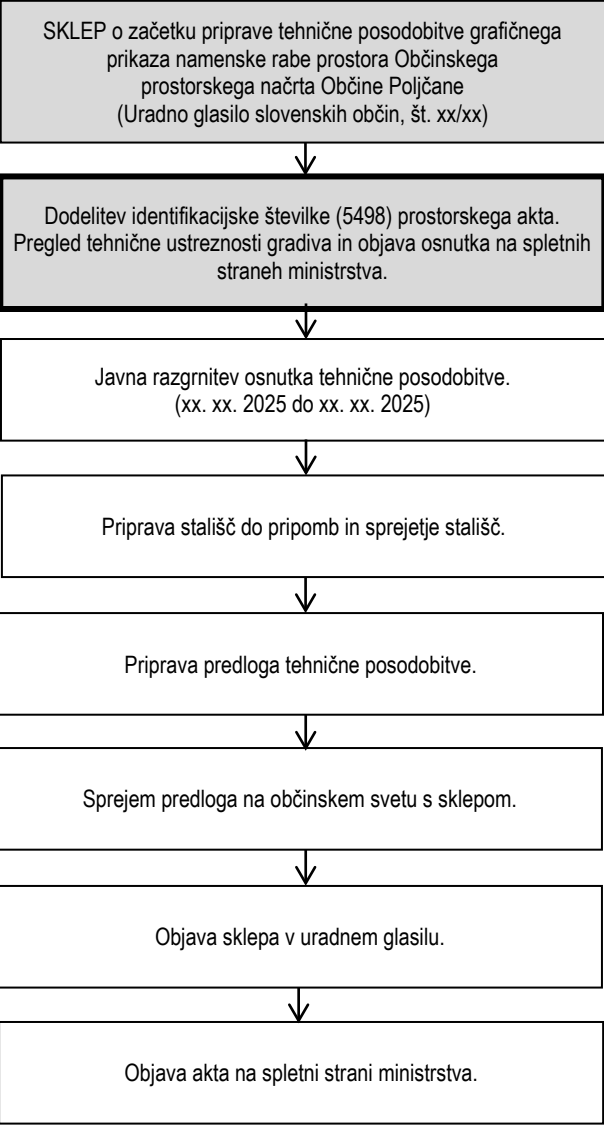 SKLEP o začetku priprave tehnične posodobitve grafičnega
prikaza namenske rabe prostora Občinskega
prostorskega načrta Občine Poljčane
(Uradno glasilo slovenskih občin, št. xx/xx)
Dodelitev identifikacijske številke (5498) prostorskega akta.
Pregled tehnične ustreznosti gradiva in objava osnutka na spletnih
straneh ministrstva.
Javna razgrnitev osnutka tehnične posodobitve.
(xx. xx. 2025 do xx. xx. 2025)
Priprava stališč do pripomb in sprejetje stališč.
Priprava predloga tehnične posodobitve.
Sprejem predloga na občinskem svetu s sklepom.
Objava sklepa v uradnem glasilu.
Objava akta na spletni strani ministrstva.